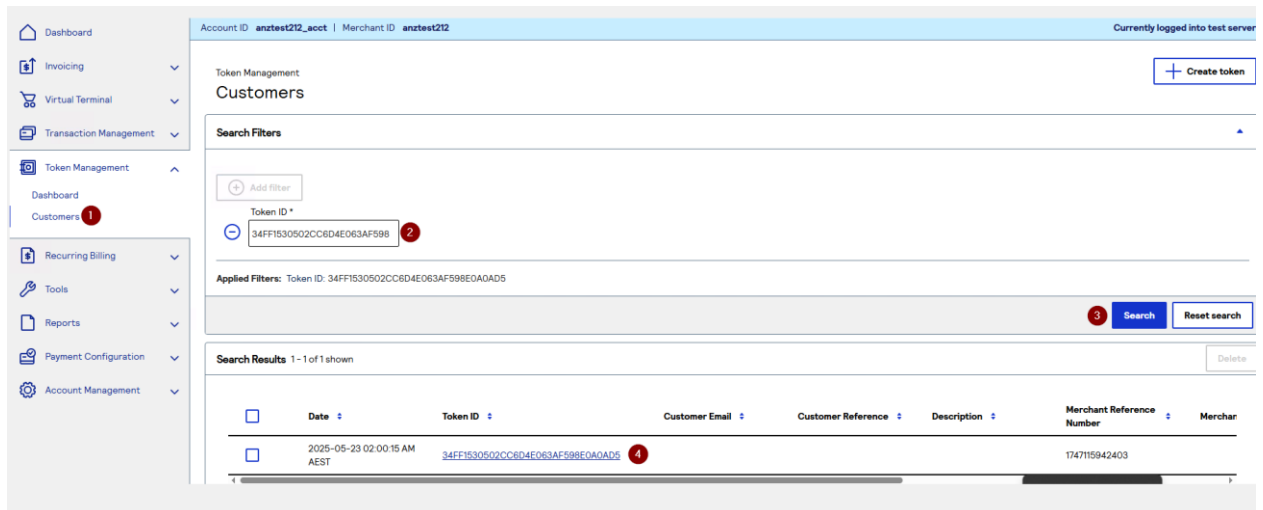 Account ID anztest212_acct | Merchant ID anztest212
Currently logged into test server
Dashboard
Invoicing
Virtual Terminal
Transaction Management
Token Management
Dashboard
Customers 1
Recurring Billing
Tools
Reports
Payment Configuration
Account Management
Token Management
Customers
Create token
Search Filters
Add filter
Token ID *
34FF1530502CC6D4E063AF598 2
Applied Filters: Token ID: 34FF1530502CC6D4E063AF598E0A0AD5
3 Search Reset search
Search Results 1 - 1 of 1 shown
Delete
Date Token ID Customer Email Customer Reference Description Merchant Reference Number Merchan
2025-05-23 02:00:15 AM
AEST
34FF1530502CC6D4E063AF598E0A0AD5 4
1747115942403